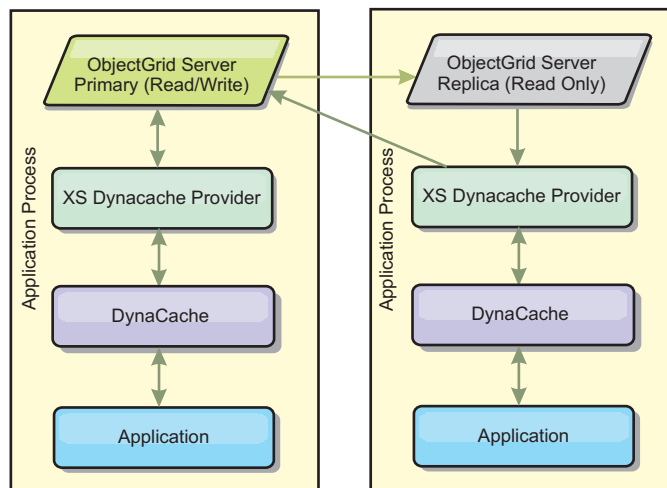 ObjectGrid Server
Primary (Read/Write)
XS Dynacache Provider
DynaCache
Application
Application Process
ObjectGrid Server
Replica (Read Only)
XS Dynacache Provider
DynaCache
Application
Application Process